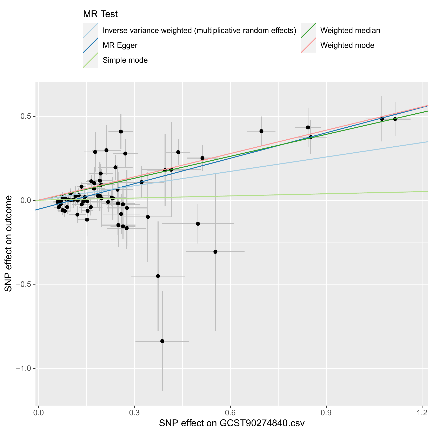 MR Test
Inverse variance weighted (multiplicative random effects)
Weighted median
MR Egger
Weighted mode
Simple mode
0.5
0.0
−0.5
−1.0
SNP effect on outcome
0.0
0.3
0.6
0.9
1.2
SNP effect on GCST90274840.csv